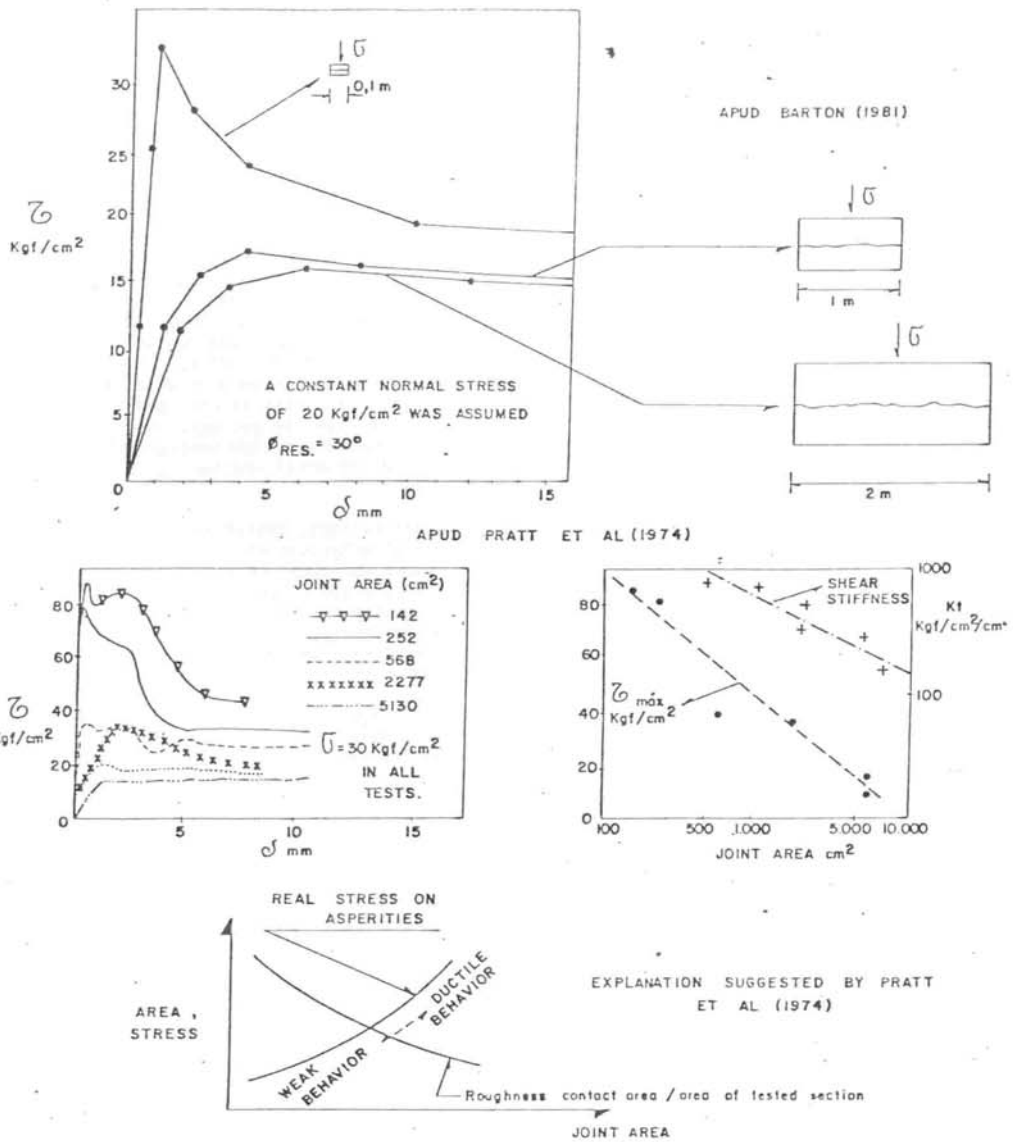 σ
0,1 m
APUD BARTON (1981)
τ
Kgf/cm²
30
25
20
15
10
5
0
5
10
15
δ mm
A CONSTANT NORMAL STRESS
OF 20 Kgf/cm² WAS ASSUMED
Ø RES. = 30°
σ
1 m
σ
2 m
APUD PRATT ET AL (1974)
τ
Kgf/cm²
80
60
40
20
0
5
10
15
δ mm
JOINT AREA (cm²)
142
252
568
2277
5130
σ = 30 Kgf/cm²
IN ALL
TESTS.
80
60
40
20
0
τ máx
Kgf/cm²
SHEAR
STIFFNESS
1000
Kt
Kgf/cm²/cm
100
100
500
1.000
5.000
10.000
JOINT AREA cm²
REAL STRESS ON
ASPERITIES
AREA,
STRESS
WEAK BEHAVIOR
DUCTILE
BEHAVIOR
Roughness contact area / area of tested section
JOINT AREA
EXPLANATION SUGGESTED BY PRATT
ET AL (1974)